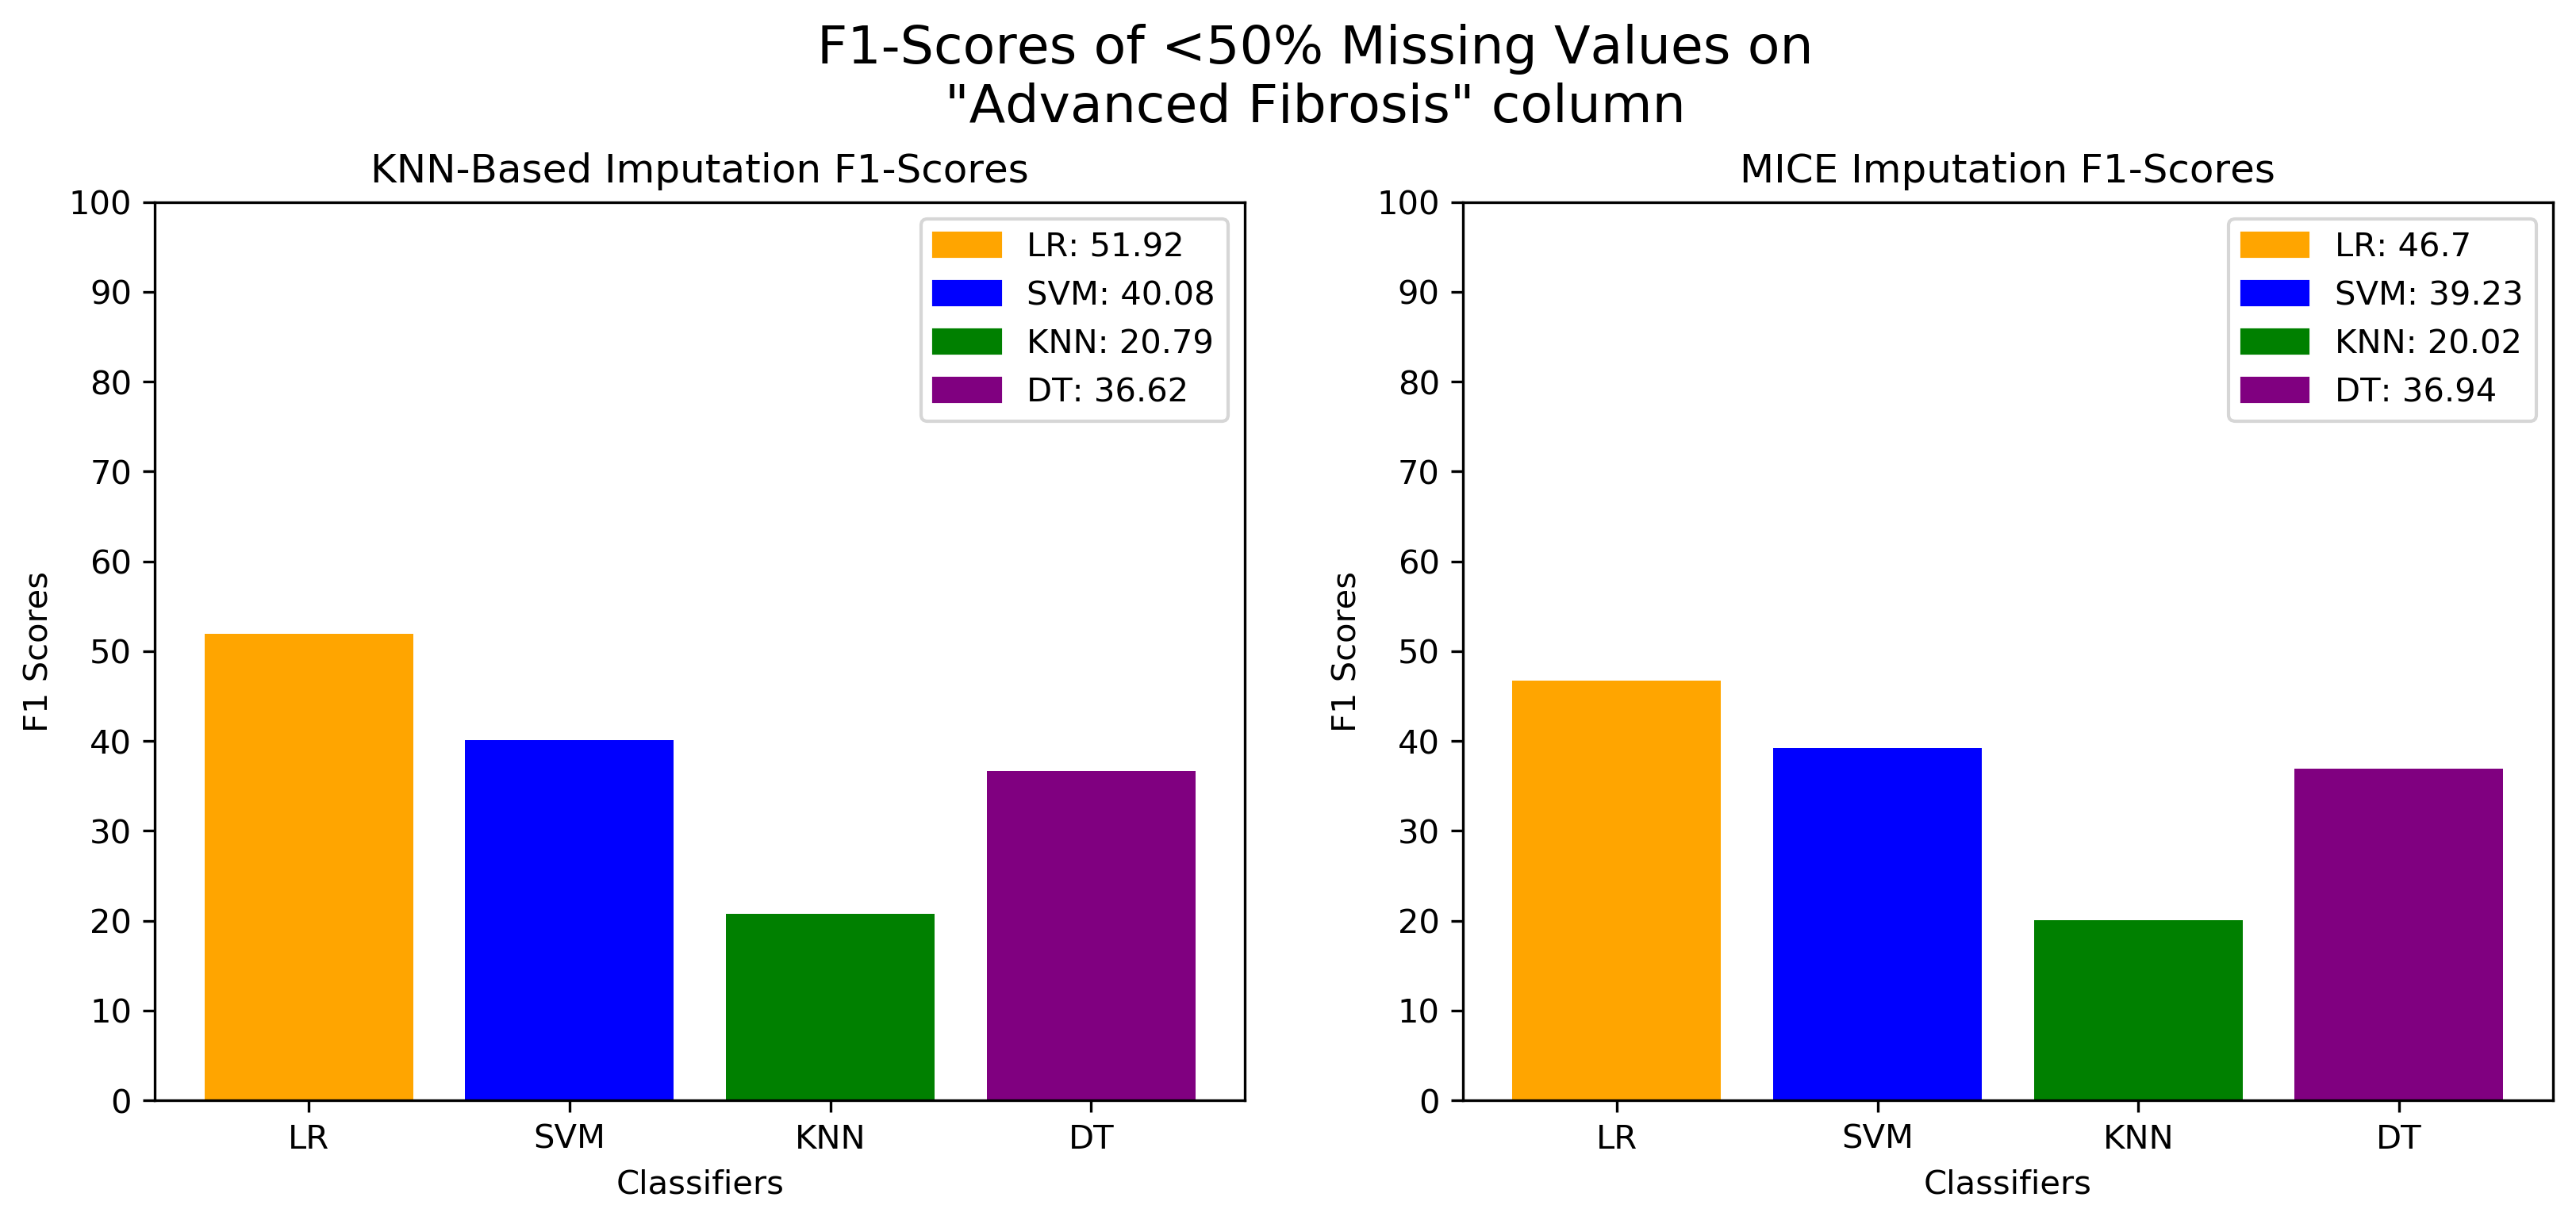 F1-Scores of <50% Missing Values on
"Advanced Fibrosis" column
KNN-Based Imputation F1-Scores
100
90
80
70
60
50
40
30
20
10
0
F1 Scores
LR: 51.92
SVM: 40.08
KNN: 20.79
DT: 36.62
LR
SVM
KNN
DT
Classifiers
MICE Imputation F1-Scores
100
90
80
70
60
50
40
30
20
10
0
F1 Scores
LR: 46.7
SVM: 39.23
KNN: 20.02
DT: 36.94
LR
SVM
KNN
DT
Classifiers